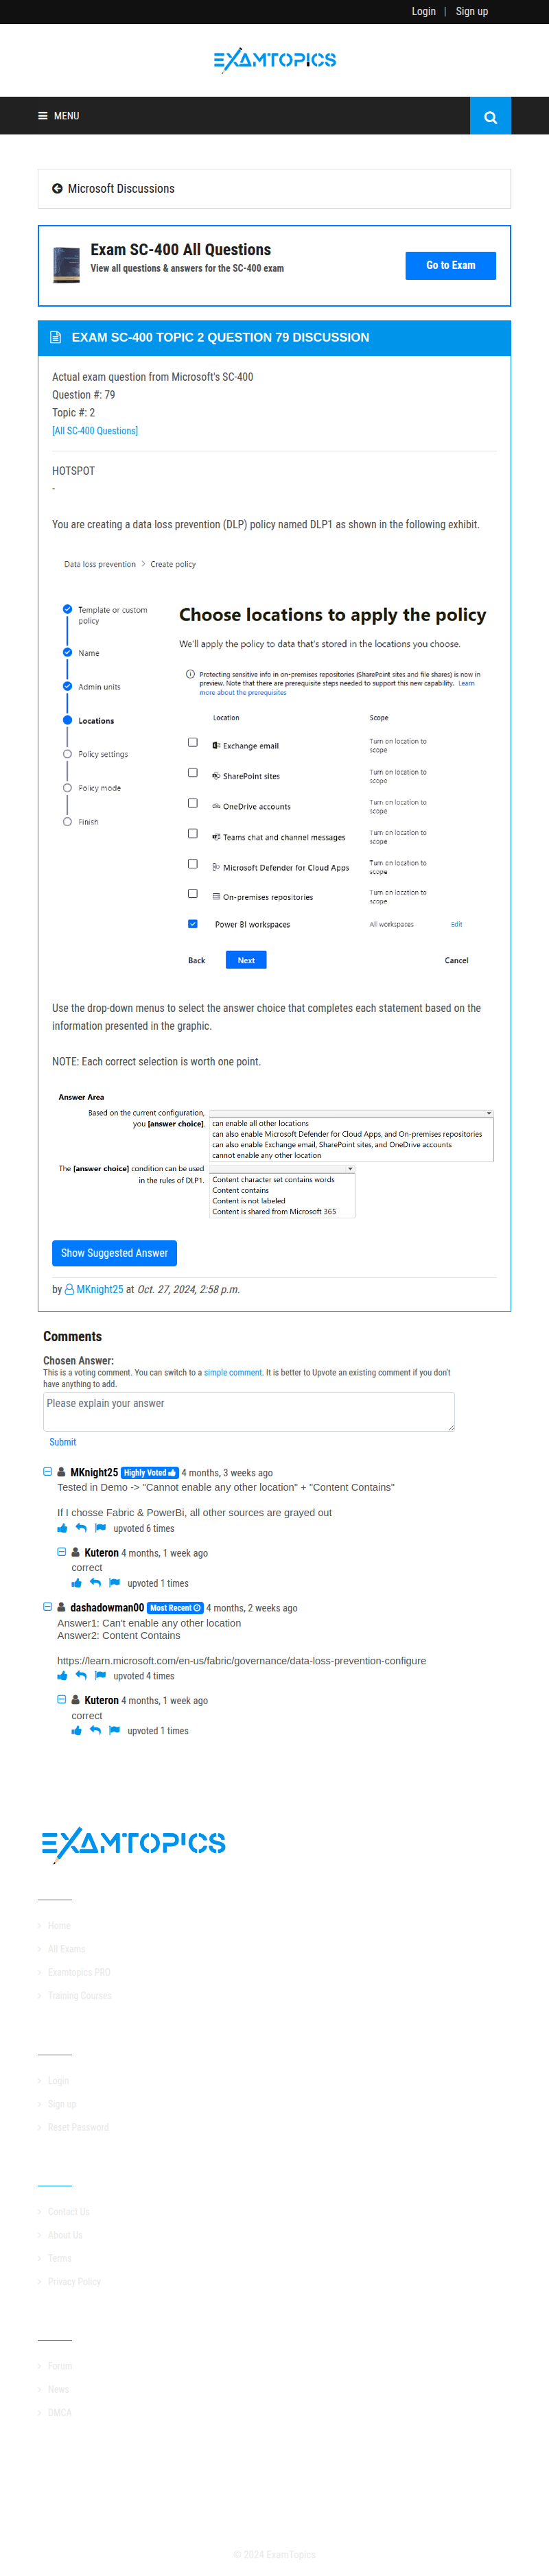 Login | Sign up
EXAMTOPICS
MENU
Microsoft Discussions
Exam SC-400 All Questions
View all questions & answers for the SC-400 exam
Go to Exam
EXAM SC-400 TOPIC 2 QUESTION 79 DISCUSSION
Actual exam question from Microsoft's SC-400
Question #: 79
Topic #: 2
[All SC-400 Questions]
HOTSPOT
-
You are creating a data loss prevention (DLP) policy named DLP1 as shown in the following exhibit.
Data loss prevention > Create policy
Template or custom
policy
Name
Admin units
Locations
Policy settings
Policy mode
Finish
Choose locations to apply the policy
We'll apply the policy to data that's stored in the locations you choose.
Protecting sensitive info in on-premises repositories (SharePoint sites and file shares) is now in
preview. Note that there are prerequisite steps needed to support this new capability. Learn
more about the prerequisites
Location Scope
Exchange email Turn on location to
scope
SharePoint sites Turn on location to
scope
OneDrive accounts Turn on location to
scope
Teams chat and channel messages Turn on location to
scope
Microsoft Defender for Cloud Apps Turn on location to
scope
On-premises repositories Turn on location to
scope
Power BI workspaces All workspaces Edit
Back Next Cancel
Use the drop-down menus to select the answer choice that completes each statement based on the
information presented in the graphic.
NOTE: Each correct selection is worth one point.
Answer Area
Based on the current configuration,
you [answer choice].
can enable all other locations
can also enable Microsoft Defender for Cloud Apps, and On-premises repositories
can also enable Exchange email, SharePoint sites, and OneDrive accounts
cannot enable any other location
The [answer choice] condition can be used
in the rules of DLP1.
Content character set contains words
Content contains
Content is not labeled
Content is shared from Microsoft 365
Show Suggested Answer
by MKnight25 at Oct. 27, 2024, 2:58 p.m.
Comments
Chosen Answer:
This is a voting comment. You can switch to a simple comment. It is better to Upvote an existing comment if you don't
have anything to add.
Please explain your answer
Submit
MKnight25 Highly Voted 4 months, 3 weeks ago
Tested in Demo -> "Cannot enable any other location" + "Content Contains"
If I chosse Fabric & PowerBi, all other sources are grayed out
upvoted 6 times
Kuteron 4 months, 1 week ago
correct
upvoted 1 times
dashadowman00 Most Recent 4 months, 2 weeks ago
Answer1: Can't enable any other location
Answer2: Content Contains
https://learn.microsoft.com/en-us/fabric/governance/data-loss-prevention-configure
upvoted 4 times
Kuteron 4 months, 1 week ago
correct
upvoted 1 times
EXAMTOPICS
Home
All Exams
Examtopics PRO
Training Courses
Login
Sign up
Reset Password
Contact Us
About Us
Terms
Privacy Policy
Forum
News
DMCA
© 2024 ExamTopics